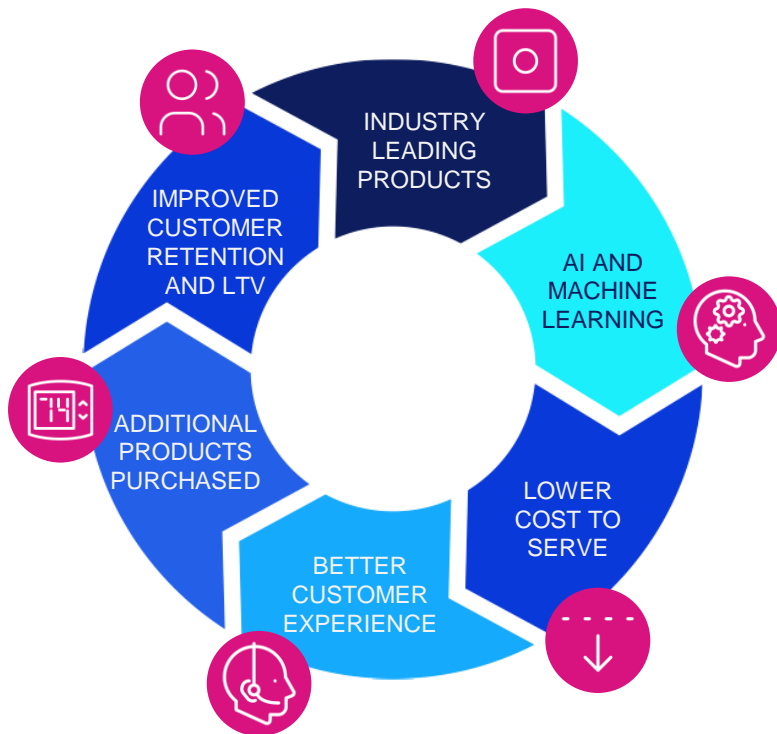 INDUSTRY
LEADING
PRODUCTS
AI AND
MACHINE
LEARNING
LOWER
COST TO
SERVE
BETTER
CUSTOMER
EXPERIENCE
ADDITIONAL
PRODUCTS
PURCHASED
74
IMPROVED
CUSTOMER
RETENTION
AND LTV